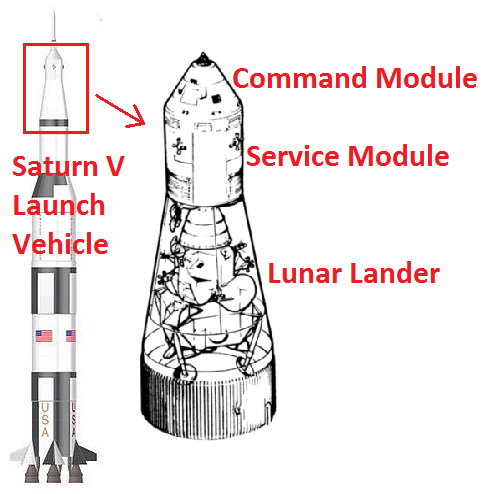 Command Module
Service Module
Saturn V
Launch
Vehicle
Lunar Lander
USA